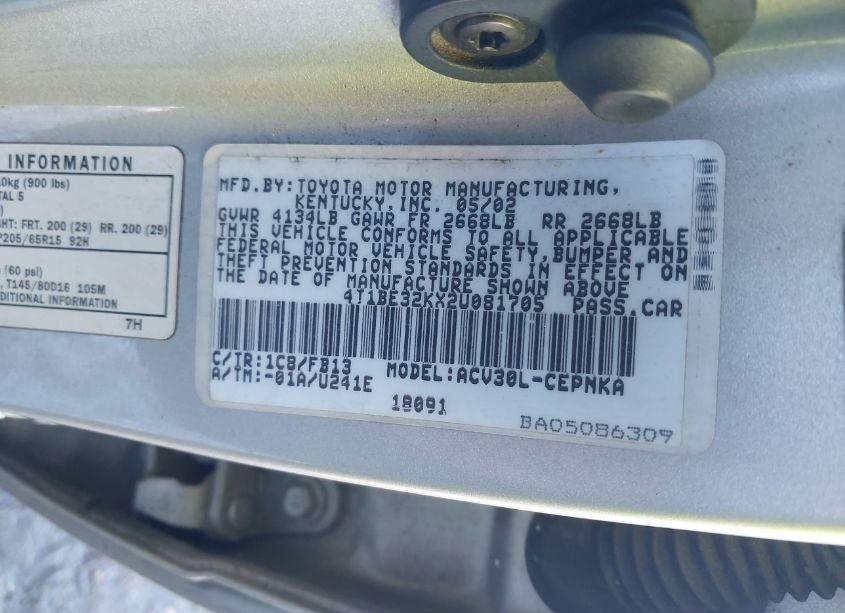 INFORMATION
0kg (900 lbs)
TAL 5
HT: FRT. 200 (29) RR. 200 (29)
P205/65R15 92H
(60 psi)
, T145/80D16 105M
DITIONAL INFORMATION
7H
MFD.BY:TOYOTA MOTOR MANUFACTURING,
KENTUCKY,INC. 05/02
GVWR 4134LB GAWR FR 2668LB RR 2668LB
THIS VEHICLE CONFORMS TO ALL APPLICABLE
FEDERAL MOTOR VEHICLE SAFETY,BUMPER,AND
THEFT PREVENTION STANDARDS IN EFFECT ON
THE DATE OF MANUFACTURE SHOWN ABOVE
4T1BE32KX2U081705 PASS.CAR
C/TR:1C8/FB13 MODEL:ACV30L-CEPNKA
A/TM:-01A/U241E
18091
BA05086309